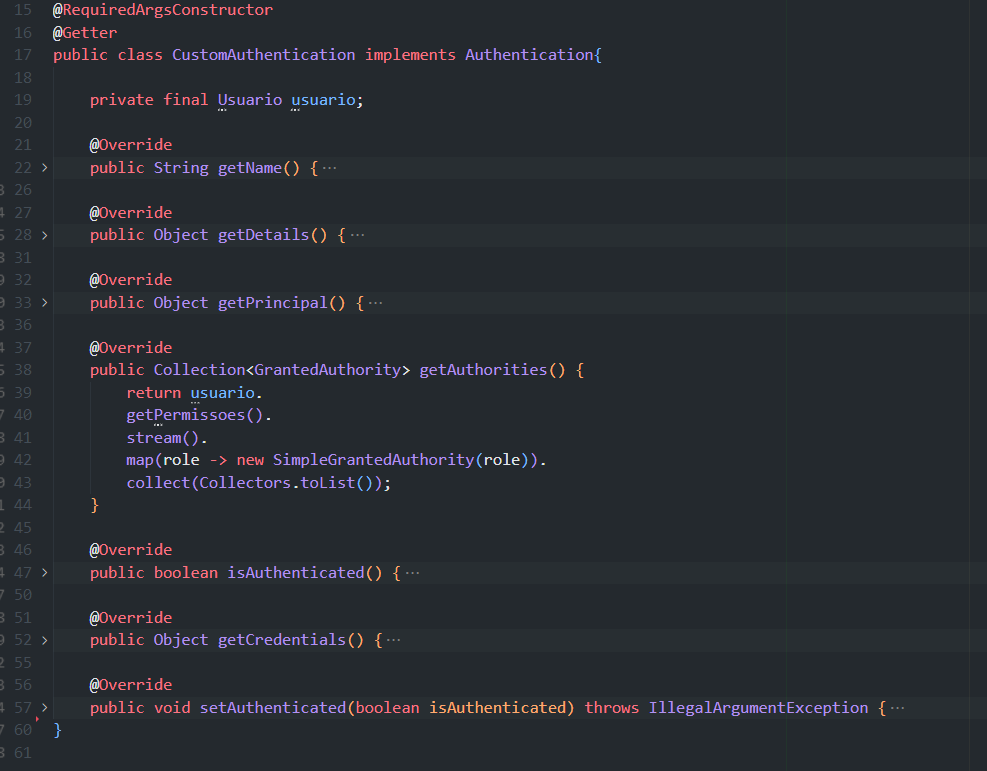 15 @RequiredArgsConstructor
16 @Getter
17 public class CustomAuthentication implements Authentication{
18
19 private final Usuario usuario;
20
21 @Override
22 > public String getName() { ···
26
27 @Override
28 > public Object getDetails() { ···
31
32 @Override
33 > public Object getPrincipal() { ···
36
37 @Override
38 public Collection<GrantedAuthority> getAuthorities() {
39 return usuario.
40 getPermissoes().
41 stream().
42 map(role -> new SimpleGrantedAuthority(role)).
43 collect(Collectors.toList());
44 }
45
46 @Override
47 > public boolean isAuthenticated() { ···
50
51 @Override
52 > public Object getCredentials() { ···
55
56 @Override
57 > public void setAuthenticated(boolean isAuthenticated) throws IllegalArgumentException { ···
60 }
61